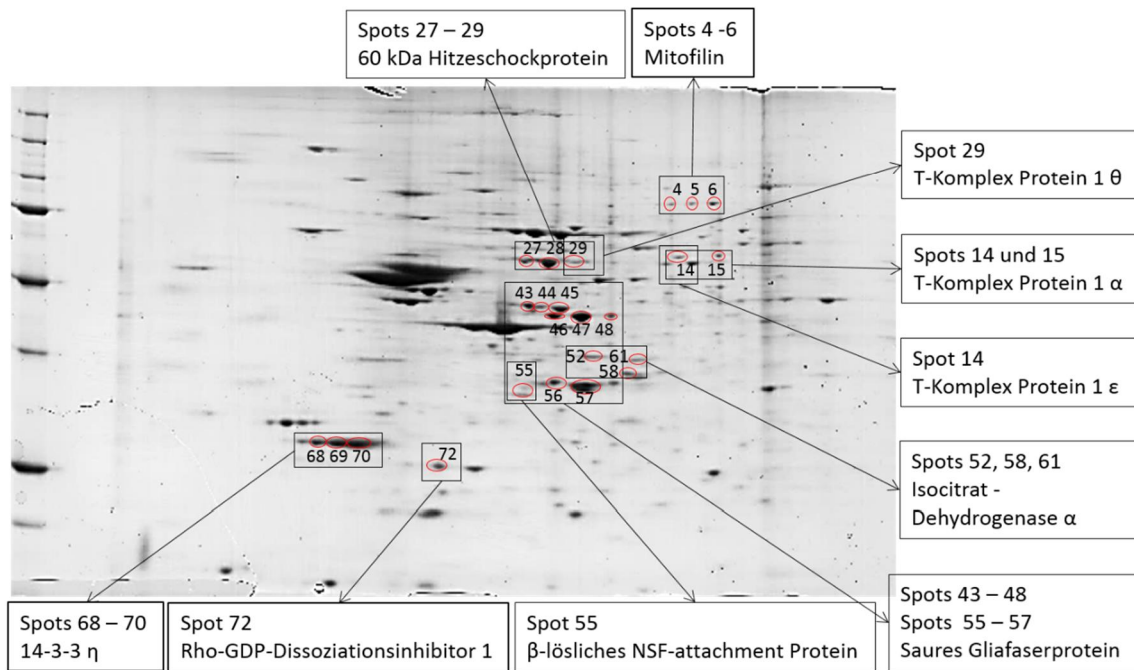 Spots 27 – 29
60 kDa Hitzeschockprotein
Spots 4 -6
Mitofilin
Spot 29
T-Komplex Protein 1 θ
Spots 14 und 15
T-Komplex Protein 1 α
Spot 14
T-Komplex Protein 1 ε
Spots 52, 58, 61
Isocitrat -
Dehydrogenase α
Spots 43 – 48
Spots 55 – 57
Saures Gliafaserprotein
Spot 55
β-lösliches NSF-attachment Protein
Spot 72
Rho-GDP-Dissoziationsinhibitor 1
Spots 68 – 70
14-3-3 η
4 5 6
27 28 29
14 15
43 44 45
46 47 48
52 61
58
55
56 57
68 69 70
72